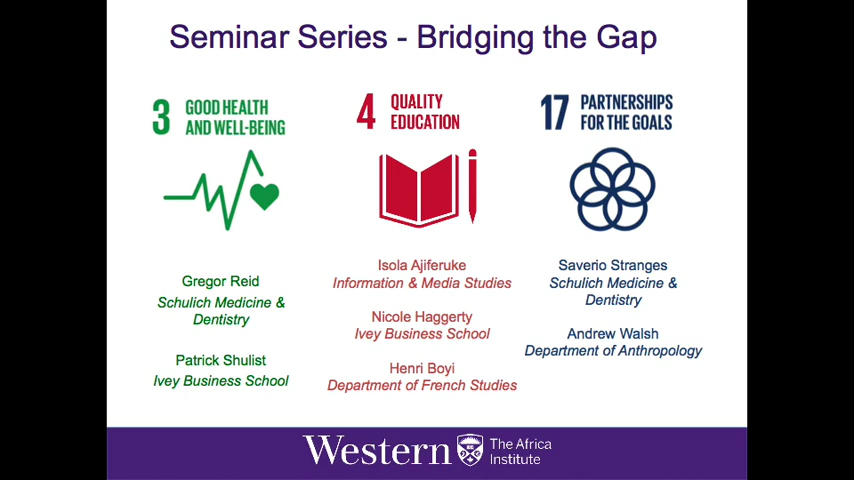 Seminar Series - Bridging the Gap
3 GOOD HEALTH
AND WELL-BEING
4 QUALITY
EDUCATION
17 PARTNERSHIPS
FOR THE GOALS
Gregor Reid
Schulich Medicine &
Dentistry
Patrick Shulist
Ivey Business School
Isola Ajiferuke
Information & Media Studies
Nicole Haggerty
Ivey Business School
Henri Boyi
Department of French Studies
Saverio Stranges
Schulich Medicine &
Dentistry
Andrew Walsh
Department of Anthropology
Western The Africa
Institute